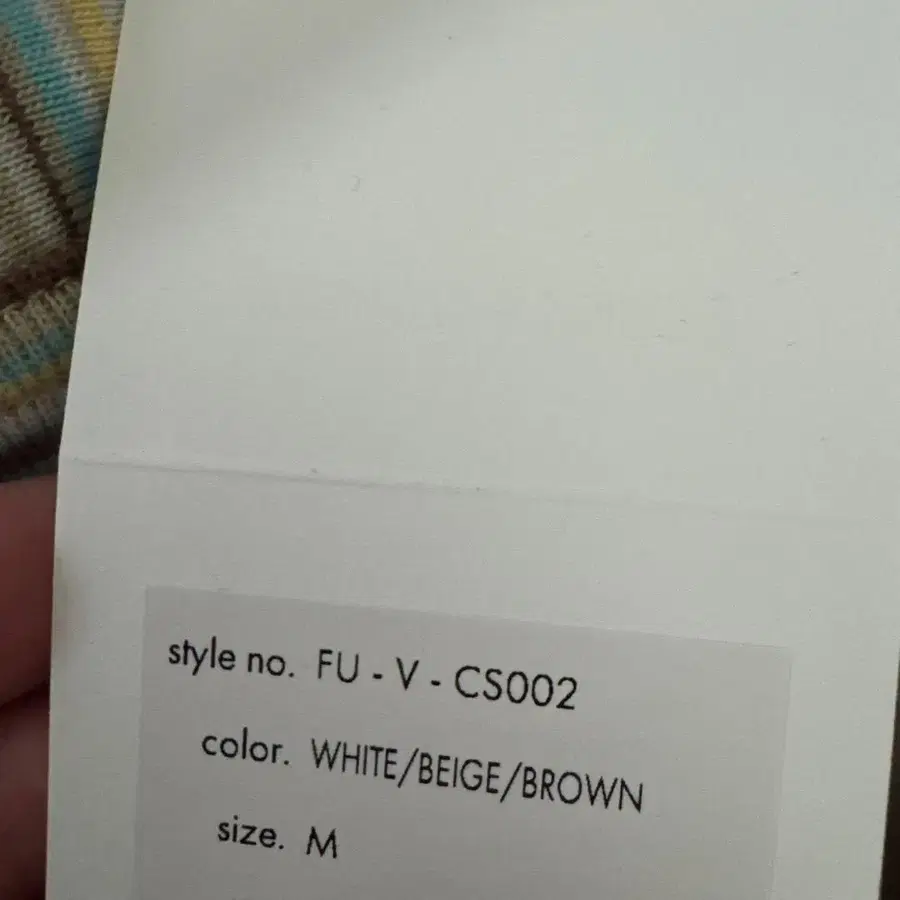 style no. FU - V - CS002
color. WHITE/BEIGE/BROWN
size. M